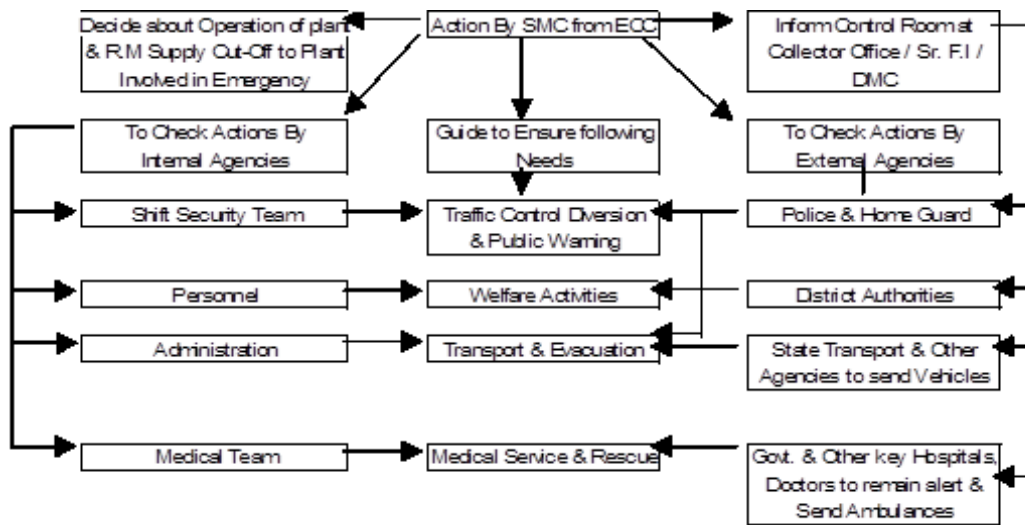 Decide about Operation of plant
& R.M Supply Cut-Off to Plant
Involved in Emergency
Action By SMC from ECC
Inform Control Room at
Collector Office / Sr. F.I /
DMC
To Check Actions By
Internal Agencies
Guide to Ensure following
Needs
To Check Actions By
External Agencies
Shift Security Team
Traffic Control Diversion
& Public Warning
Police & Home Guard
Personnel
Welfare Activities
District Authorities
Administration
Transport & Evacuation
State Transport & Other
Agencies to send Vehicles
Medical Team
Medical Service & Rescue
Govt. & Other key Hospitals,
Doctors to remain alert &
Send Ambulances